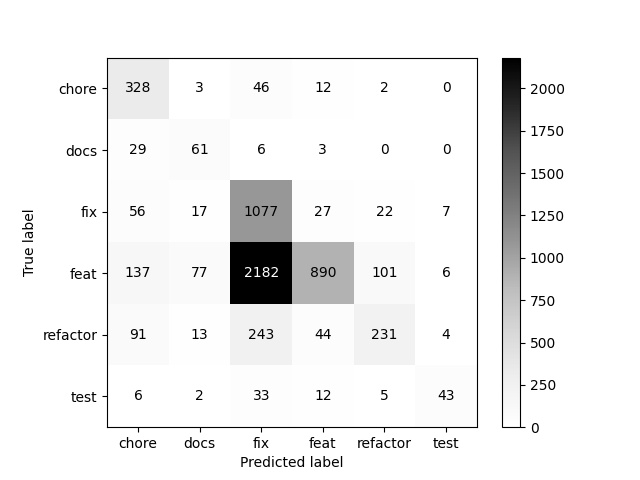 chore 328 3 46 12 2 0
docs 29 61 6 3 0 0
fix 56 17 1077 27 22 7
feat 137 77 2182 890 101 6
refactor 91 13 243 44 231 4
test 6 2 33 12 5 43
chore docs fix feat refactor test
Predicted label
True label
2000
1750
1500
1250
1000
750
500
250
0